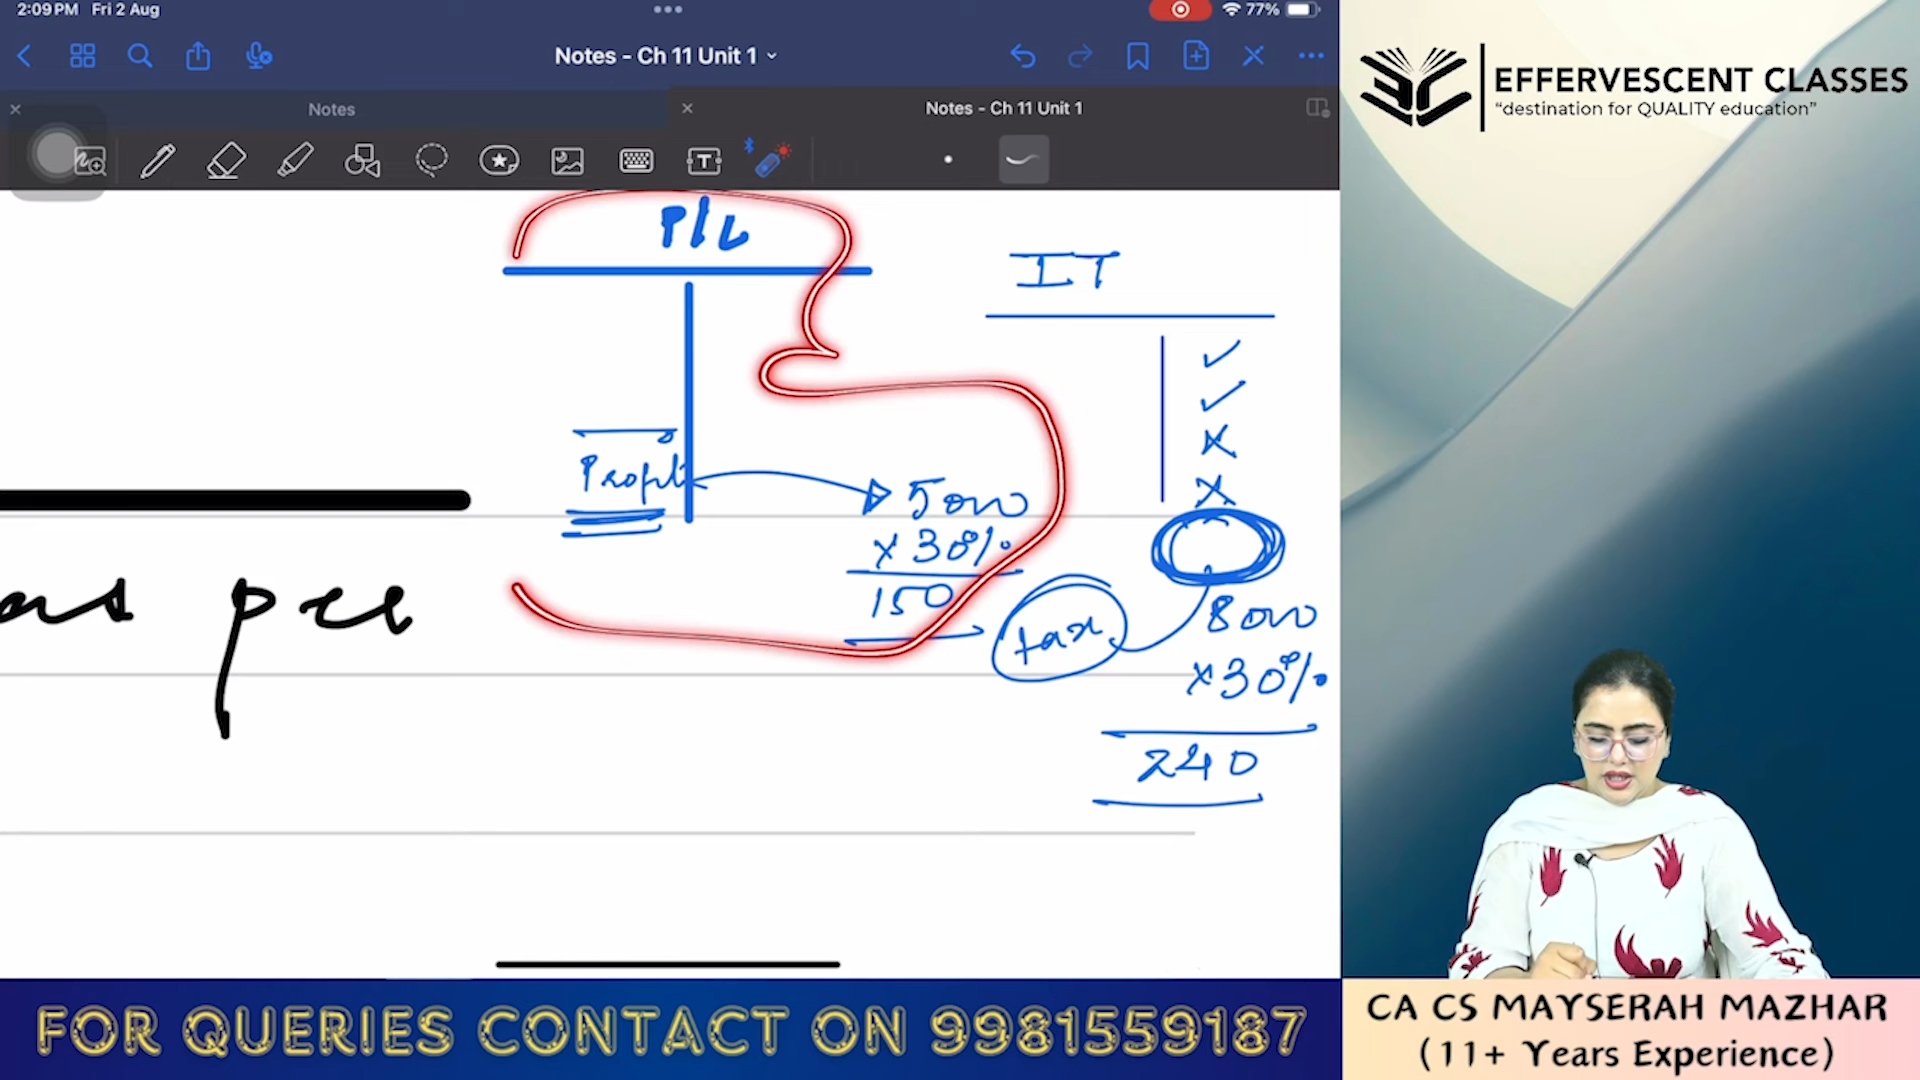 2:09 PM Fri 2 Aug
77%
Notes - Ch 11 Unit 1
Notes
Notes - Ch 11 Unit 1
EFFERVESCENT CLASSES
"destination for QUALITY education"
P/L
IT
Profit
500
× 30%
150
tax
800
×30%
240
as per
FOR QUERIES CONTACT ON 9981559187
CA CS MAYSERAH MAZHAR
(11+ Years Experience)